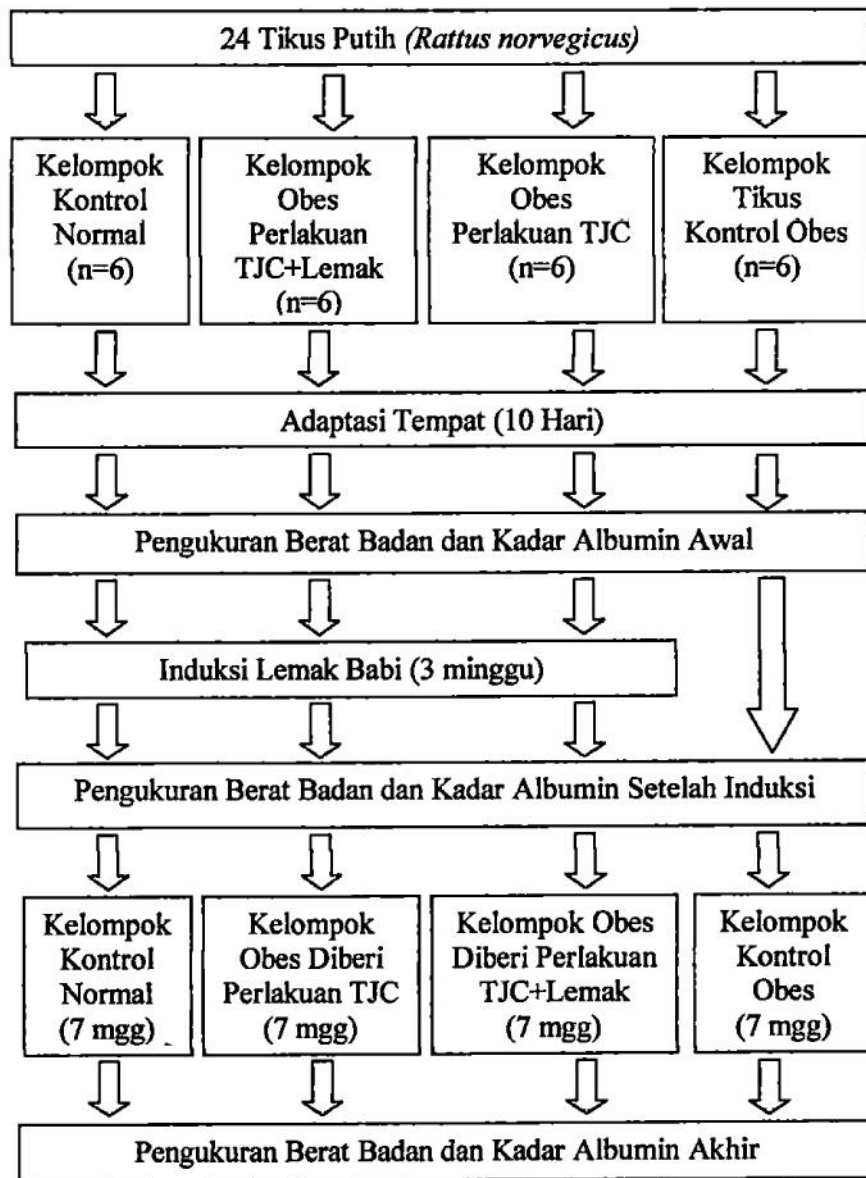 24 Tikus Putih (Rattus norvegicus)
Kelompok
Kontrol
Normal
(n=6)
Kelompok
Obes
Perlakuan
TJC+Lemak
(n=6)
Kelompok
Obes
Perlakuan TJC
(n=6)
Kelompok
Tikus
Kontrol Obes
(n=6)
Adaptasi Tempat (10 Hari)
Pengukuran Berat Badan dan Kadar Albumin Awal
Induksi Lemak Babi (3 minggu)
Pengukuran Berat Badan dan Kadar Albumin Setelah Induksi
Kelompok
Kontrol
Normal
(7 mgg)
Kelompok
Obes Diberi
Perlakuan TJC
(7 mgg)
Kelompok Obes
Diberi Perlakuan
TJC+Lemak
(7 mgg)
Kelompok
Kontrol
Obes
(7 mgg)
Pengukuran Berat Badan dan Kadar Albumin Akhir